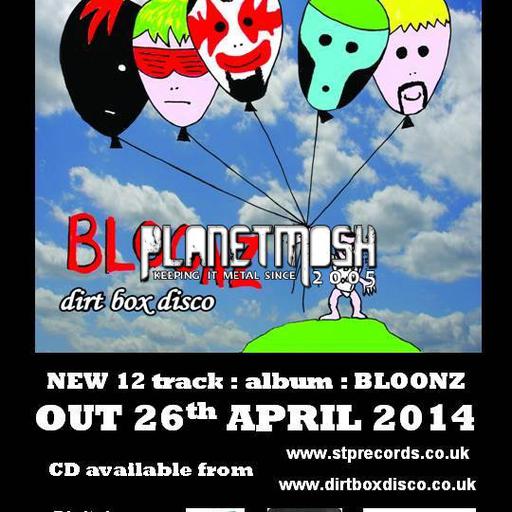 BLOONZ
PLANETMOSH
KEEPING IT METAL SINCE 2005
dirt box disco
NEW 12 track : album : BLOONZ
OUT 26th APRIL 2014
www.stprecords.co.uk
CD available from
www.dirtboxdisco.co.uk